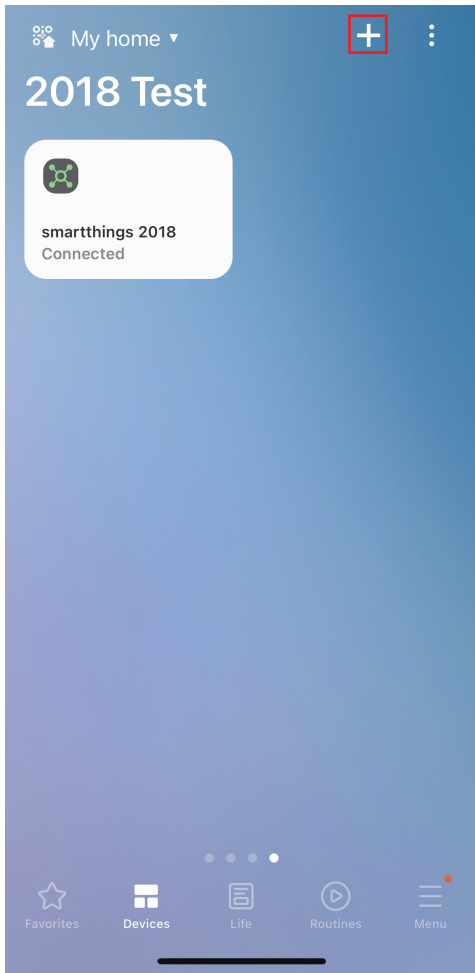 My home
2018 Test
smartthings 2018
Connected
Favorites
Devices
Life
Routines
Menu